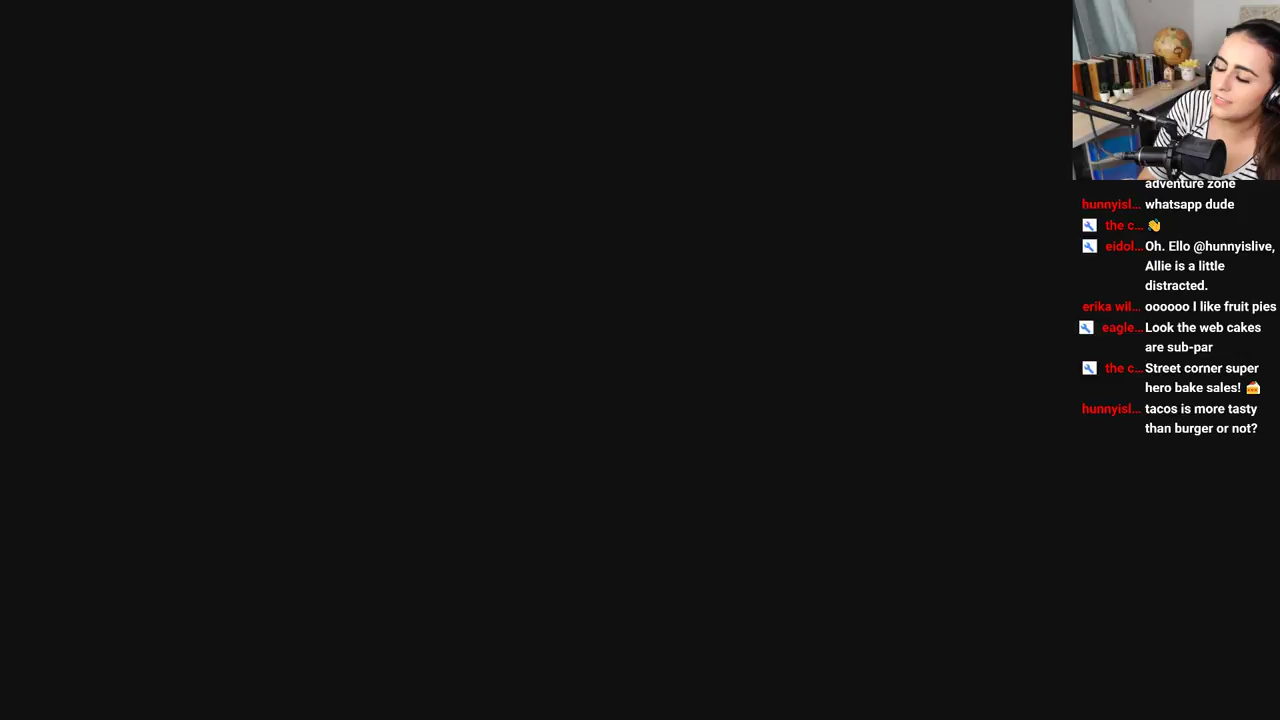 adventure zone
hunnyisl... whatsapp dude
the c... 👋
eidol... Oh. Ello @hunnyislive,
Allie is a little
distracted.
erika wil... oooooo I like fruit pies
eagle... Look the web cakes
are sub-par
the c... Street corner super
hero bake sales! 🍰
hunnyisl... tacos is more tasty
than burger or not?